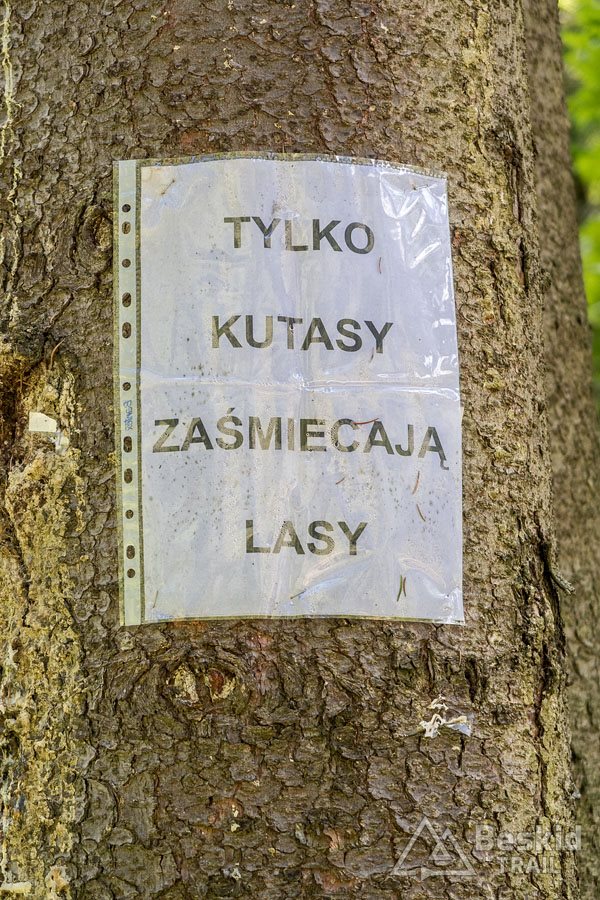 TYLKO
KUTASY
ZAŚMIECAJĄ
LASY
Beskid
TRAIL